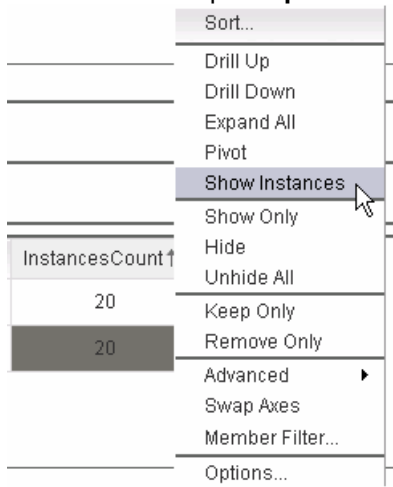 Sort...
Drill Up
Drill Down
Expand All
Pivot
Show Instances
Show Only
Hide
Unhide All
Keep Only
Remove Only
Advanced
Swap Axes
Member Filter...
Options...
InstancesCount
20
20